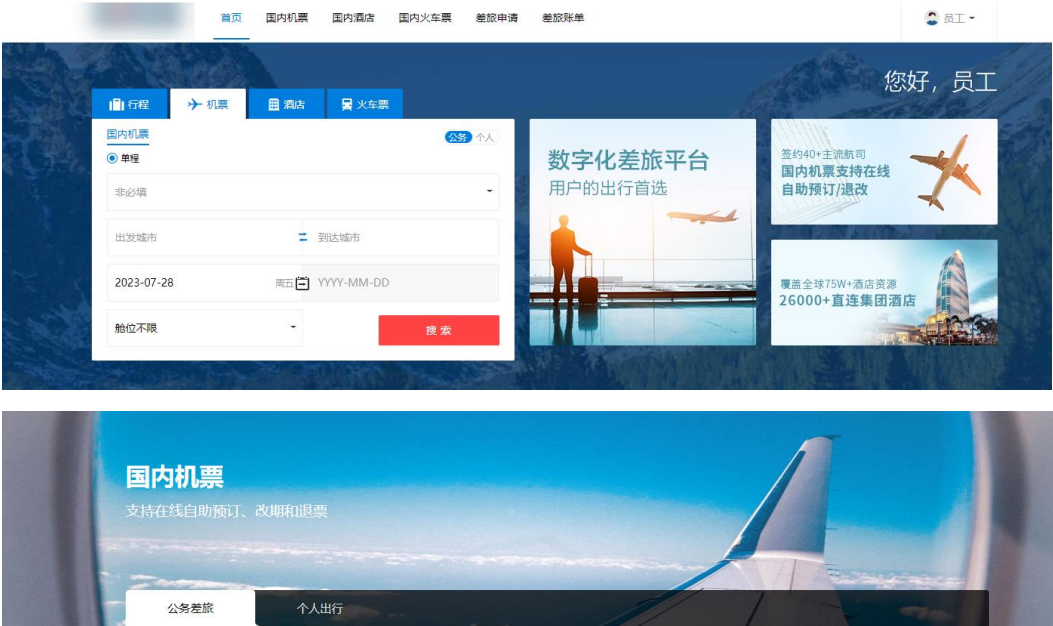 首页 国内机票 国内酒店 国内火车票 差旅申请 差旅账单 员工
您好，员工
行程 机票 酒店 火车票
国内机票 公务 个人
单程
非必填
出发城市 到达城市
2023-07-28 周五 YYYY-MM-DD
舱位不限 搜索
数字化差旅平台
用户的出行首选
签约40+主流航司
国内机票支持在线
自助预订/退改
覆盖全球75W+酒店资源
26000+直连集团酒店
国内机票
支持在线自助预订、改期和退票
公务差旅 个人出行